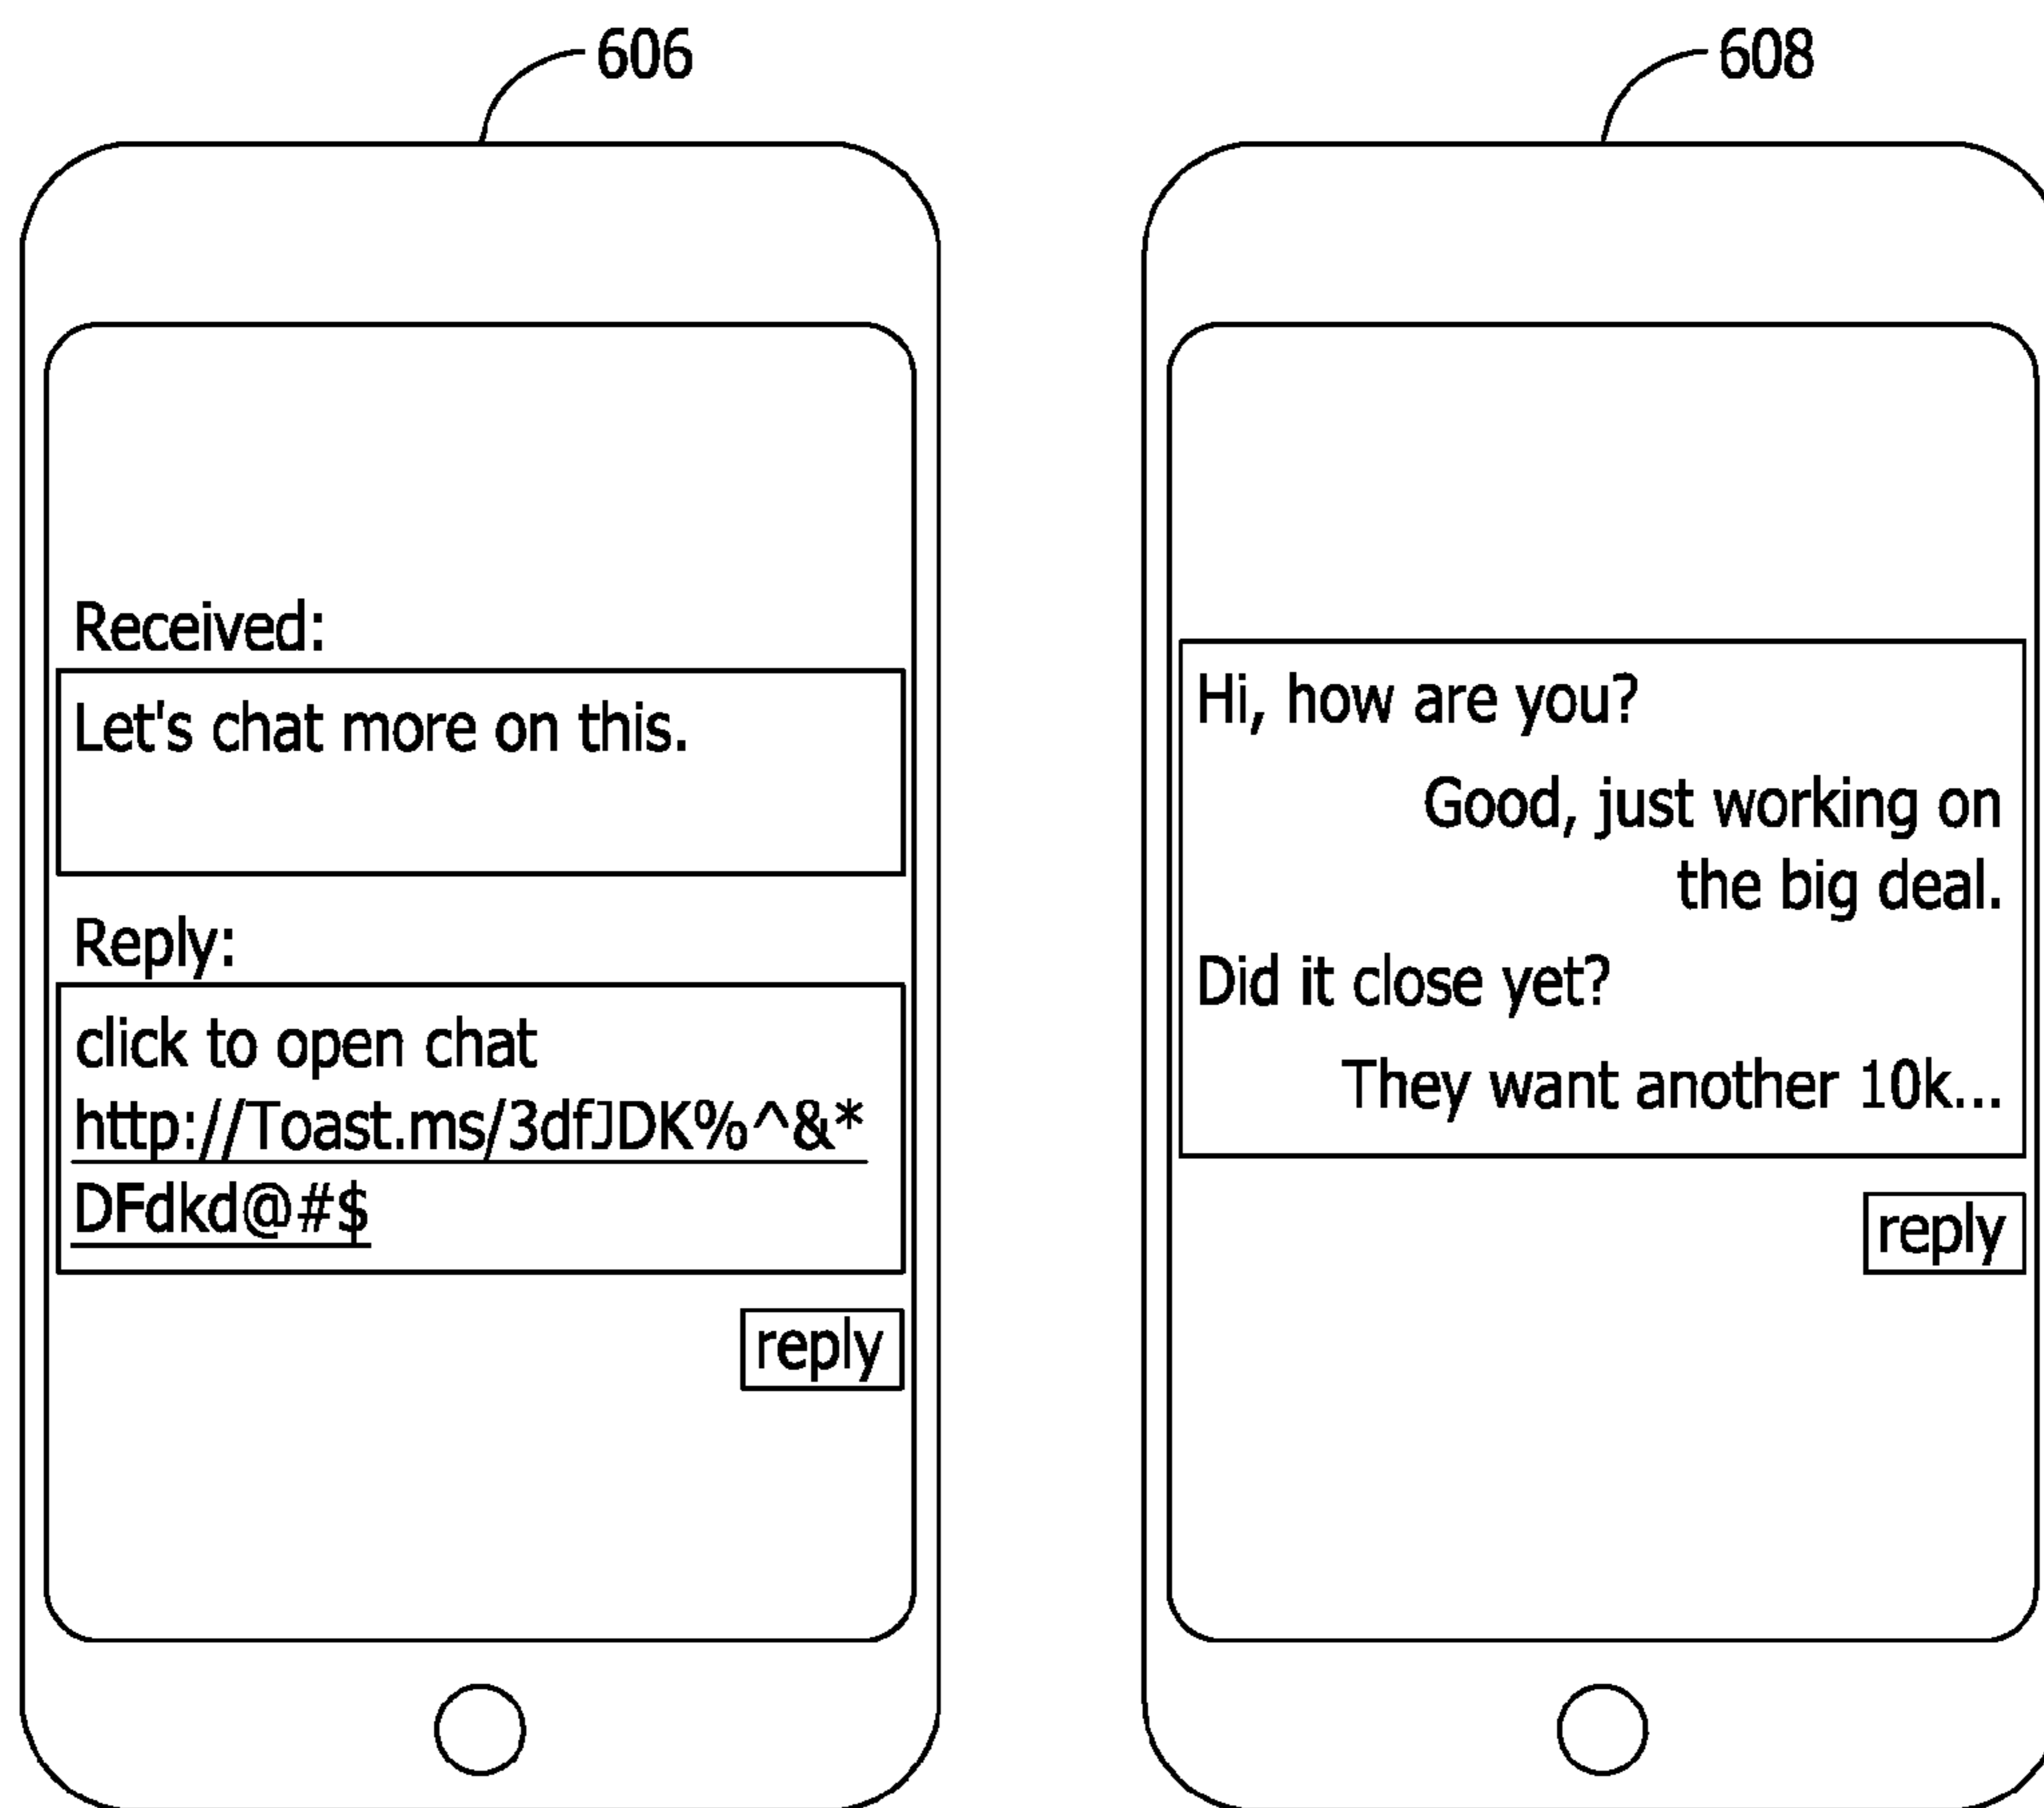 606
Received:
Let's chat more on this.
Reply:
click to open chat
http://Toast.ms/3dfJDK%^&*
DFdkd@#$
reply
608
Hi, how are you?
Good, just working on
the big deal.
Did it close yet?
They want another 10k...
reply